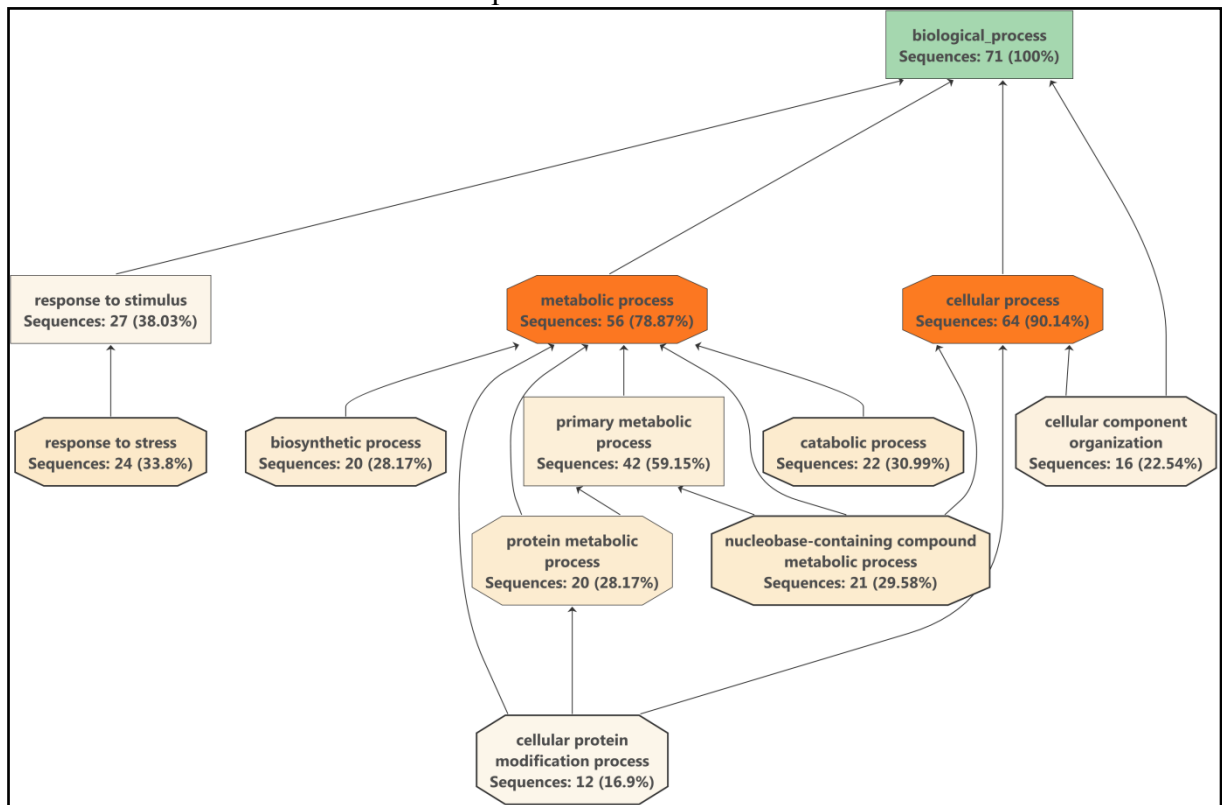 biological_process
Sequences: 71 (100%)
response to stimulus
Sequences: 27 (38.03%)
metabolic process
Sequences: 56 (78.87%)
cellular process
Sequences: 64 (90.14%)
response to stress
Sequences: 24 (33.8%)
biosynthetic process
Sequences: 20 (28.17%)
primary metabolic
process
Sequences: 42 (59.15%)
catabolic process
Sequences: 22 (30.99%)
cellular component
organization
Sequences: 16 (22.54%)
protein metabolic
process
Sequences: 20 (28.17%)
nucleobase-containing compound
metabolic process
Sequences: 21 (29.58%)
cellular protein
modification process
Sequences: 12 (16.9%)